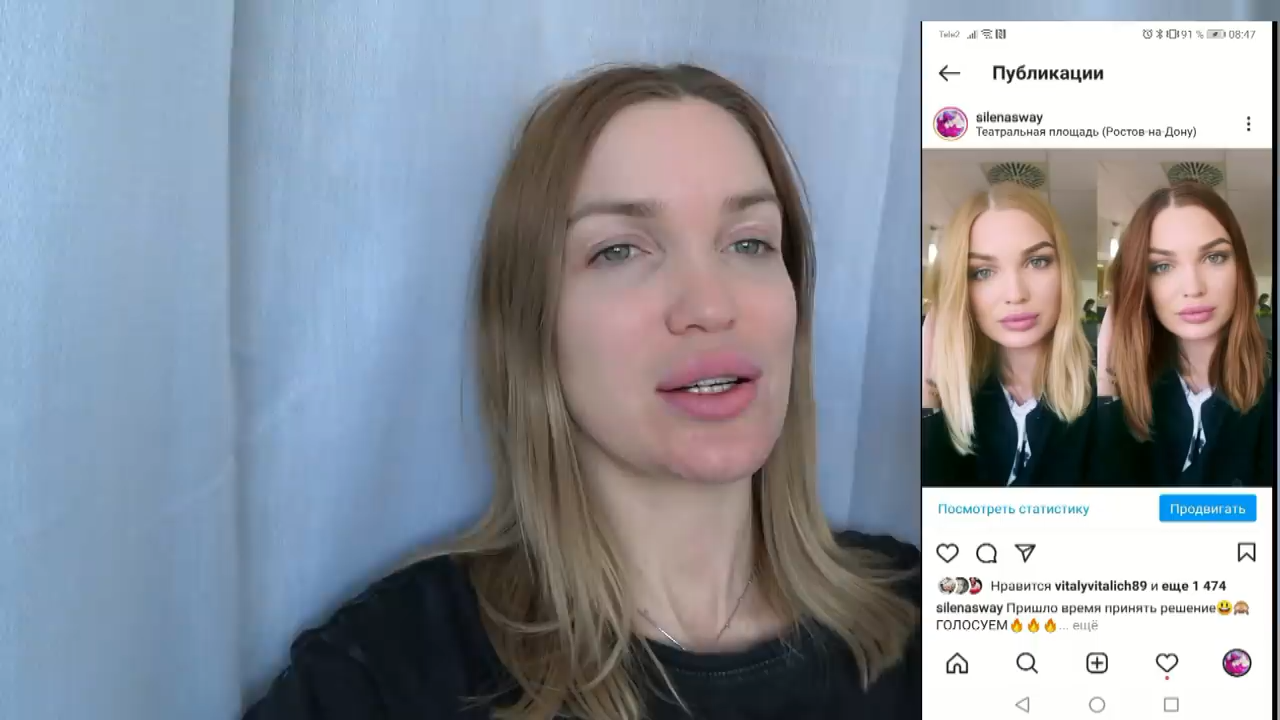 Tele2 91 % 08:47
Публикации
silenasway
Театральная площадь (Ростов-на-Дону)
Посмотреть статистику Продвигать
Нравится vitalyvitalich89 и еще 1 474
silenasway Пришло время принять решение😃🙈
ГОЛОСУЕМ🔥🔥🔥... ещё